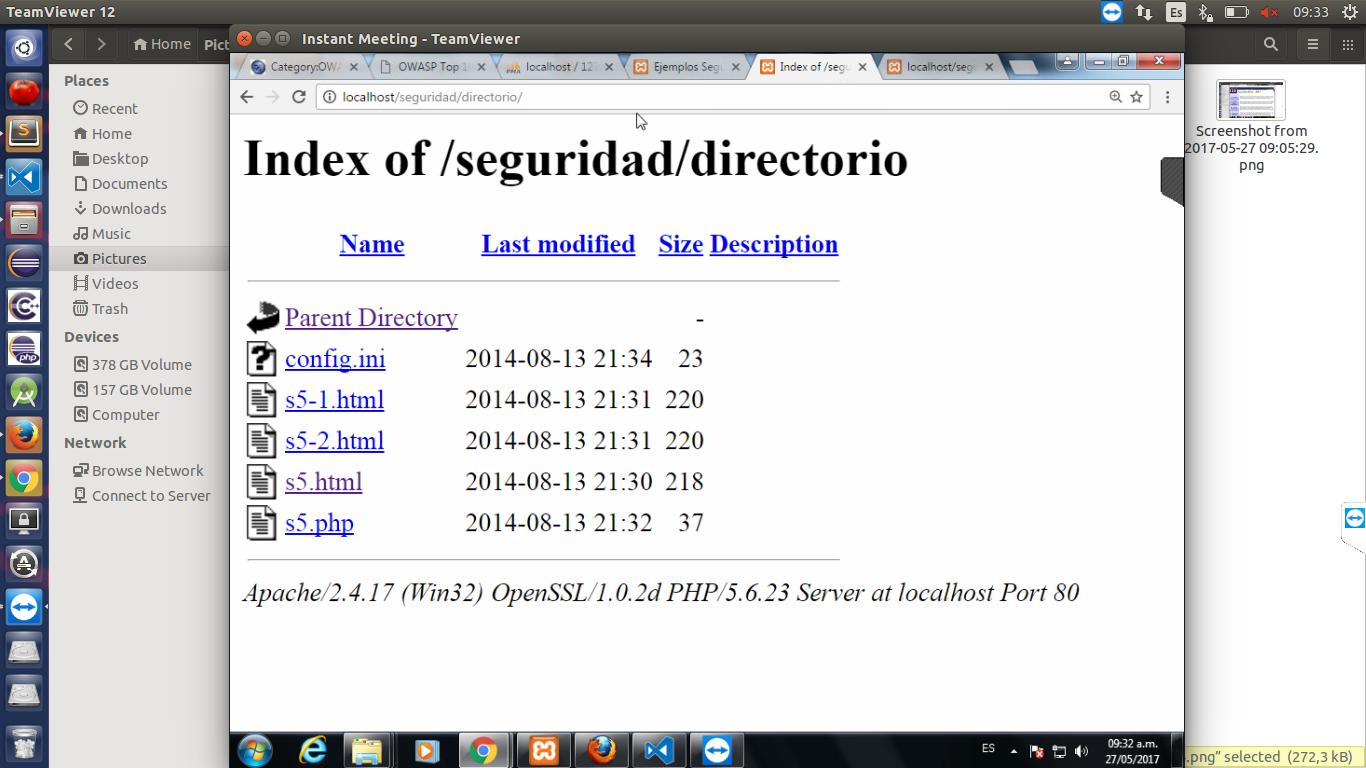 TeamViewer 12
Es
09:33
Home
Pict
Instant Meeting - TeamViewer
Category:OWA
OWASP Top 1
localhost / 12
Ejemplos Segu
Index of /segu
localhost/seg
localhost/seguridad/directorio/
Places
Recent
Home
Desktop
Documents
Downloads
Music
Pictures
Videos
Trash
Devices
378 GB Volume
157 GB Volume
Computer
Network
Browse Network
Connect to Server
Index of /seguridad/directorio
Name Last modified Size Description
Parent Directory -
config.ini 2014-08-13 21:34 23
s5-1.html 2014-08-13 21:31 220
s5-2.html 2014-08-13 21:31 220
s5.html 2014-08-13 21:30 218
s5.php 2014-08-13 21:32 37
Apache/2.4.17 (Win32) OpenSSL/1.0.2d PHP/5.6.23 Server at localhost Port 80
Screenshot from
2017-05-27 09:05:29.
png
ES
09:32 a.m.
27/05/2017
.png" selected (272,3 kB)
php
PMA